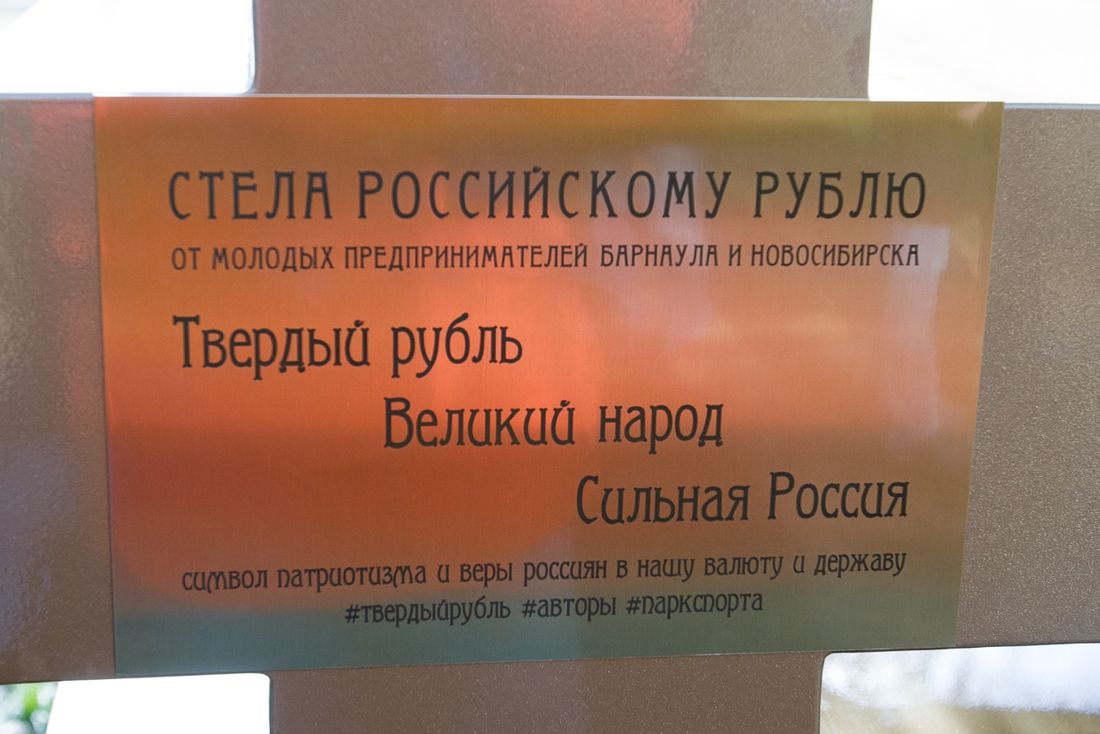 СТЕЛА РОССИЙСКОМУ РУБЛЮ
ОТ МОЛОДЫХ ПРЕДПРИНИМАТЕЛЕЙ БАРНАУЛА И НОВОСИБИРСКА
Твердый рубль
Великий народ
Сильная Россия
символ патриотизма и веры россиян в нашу валюту и державу
#твердыйрубль #авторы #паркспорта